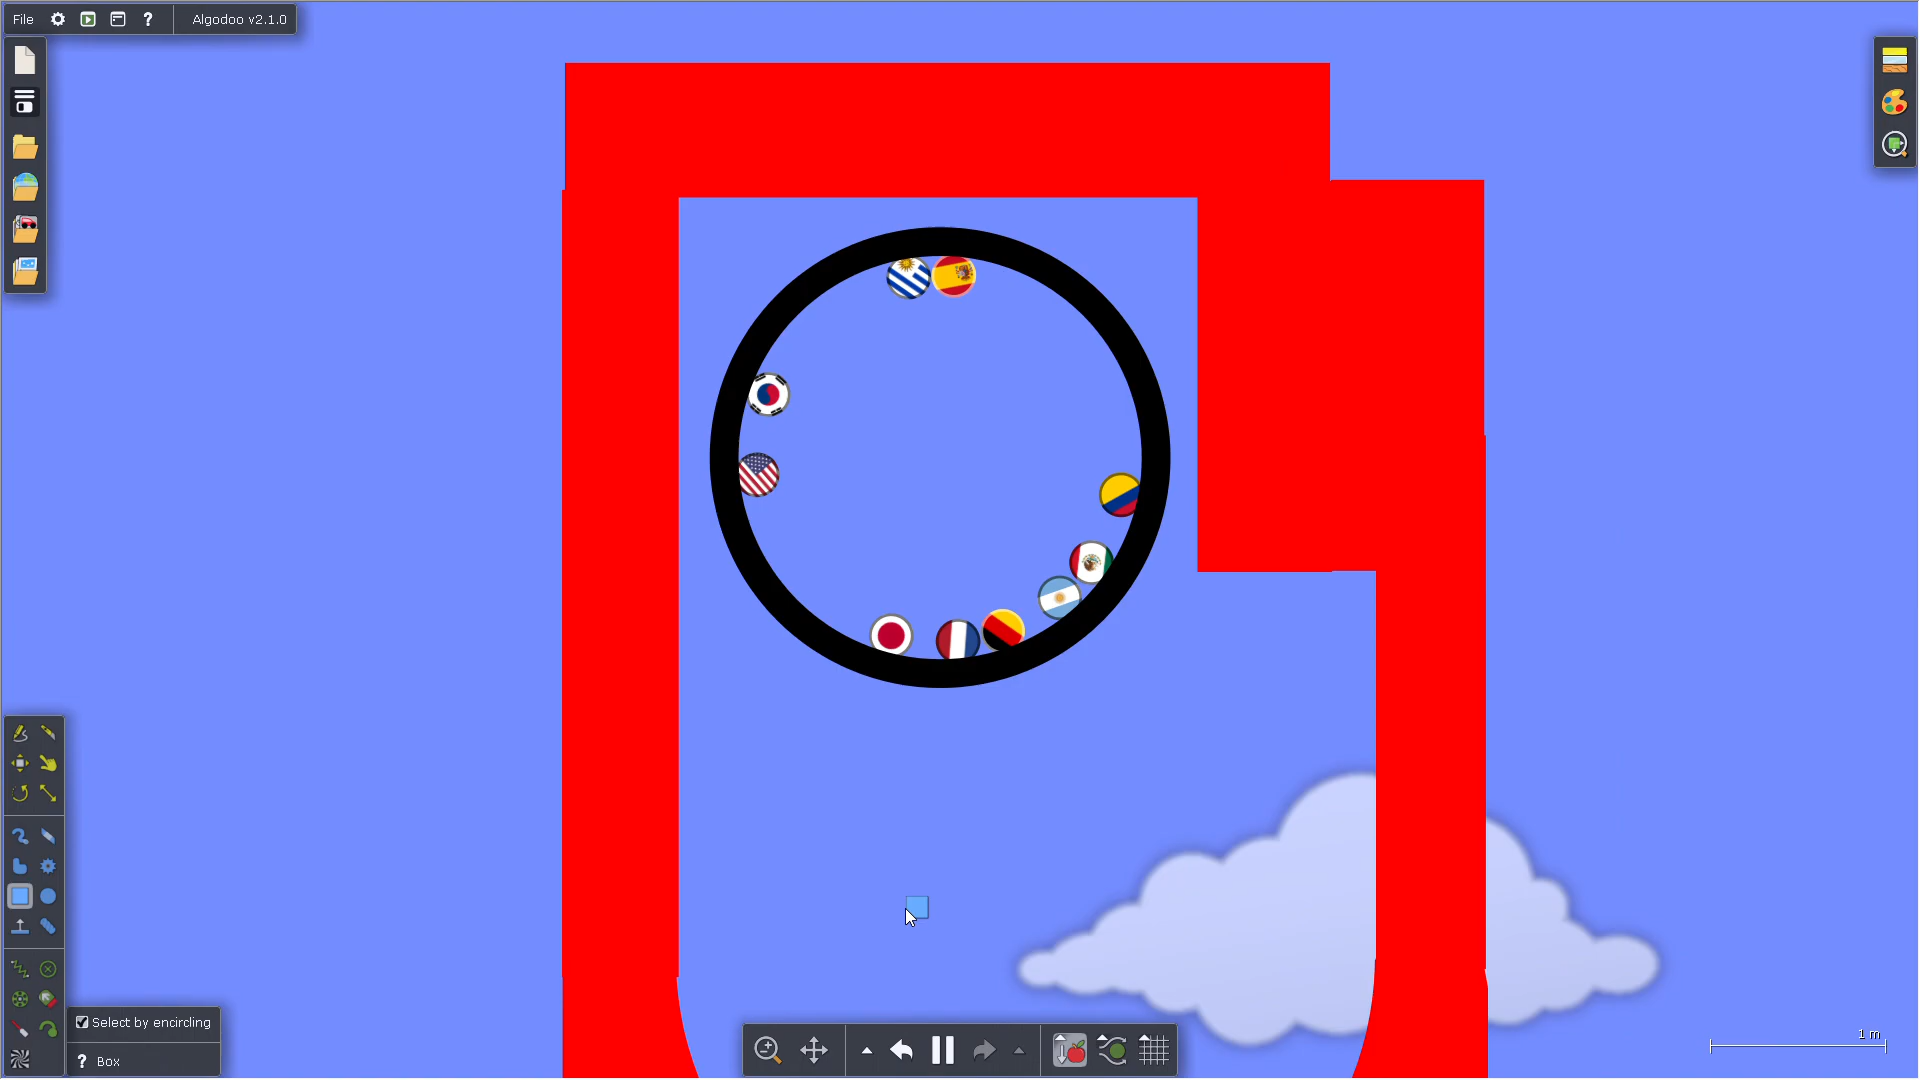 File ? Algodoo v2.1.0
Select by encircling
? Box
1 m